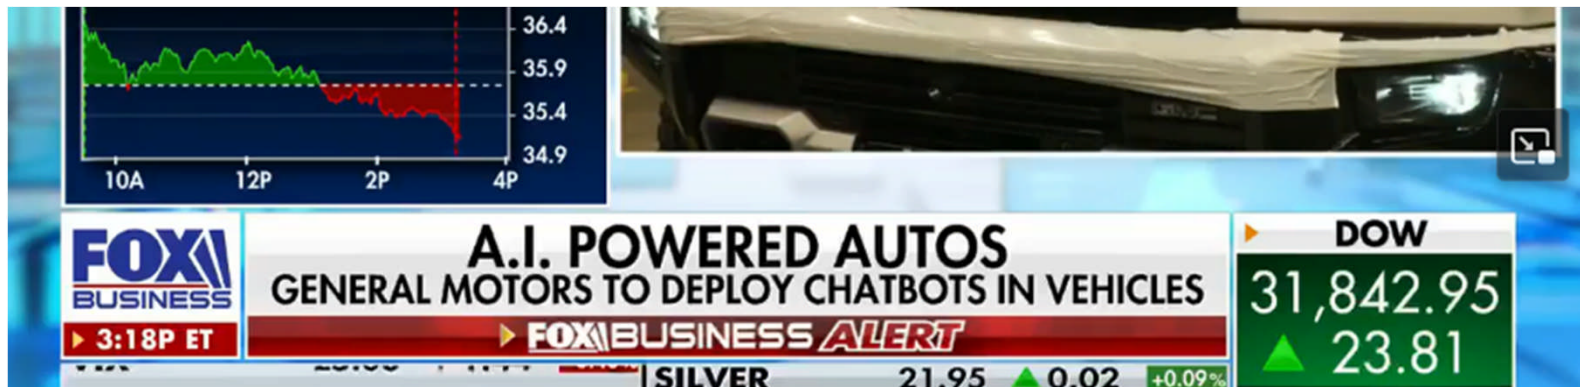 36.4
35.9
35.4
34.9
10A 12P 2P 4P
FOX BUSINESS
3:18P ET
A.I. POWERED AUTOS
GENERAL MOTORS TO DEPLOY CHATBOTS IN VEHICLES
FOX BUSINESS ALERT
DOW
31,842.95
23.81
SILVER 21.95 0.02 +0.09%